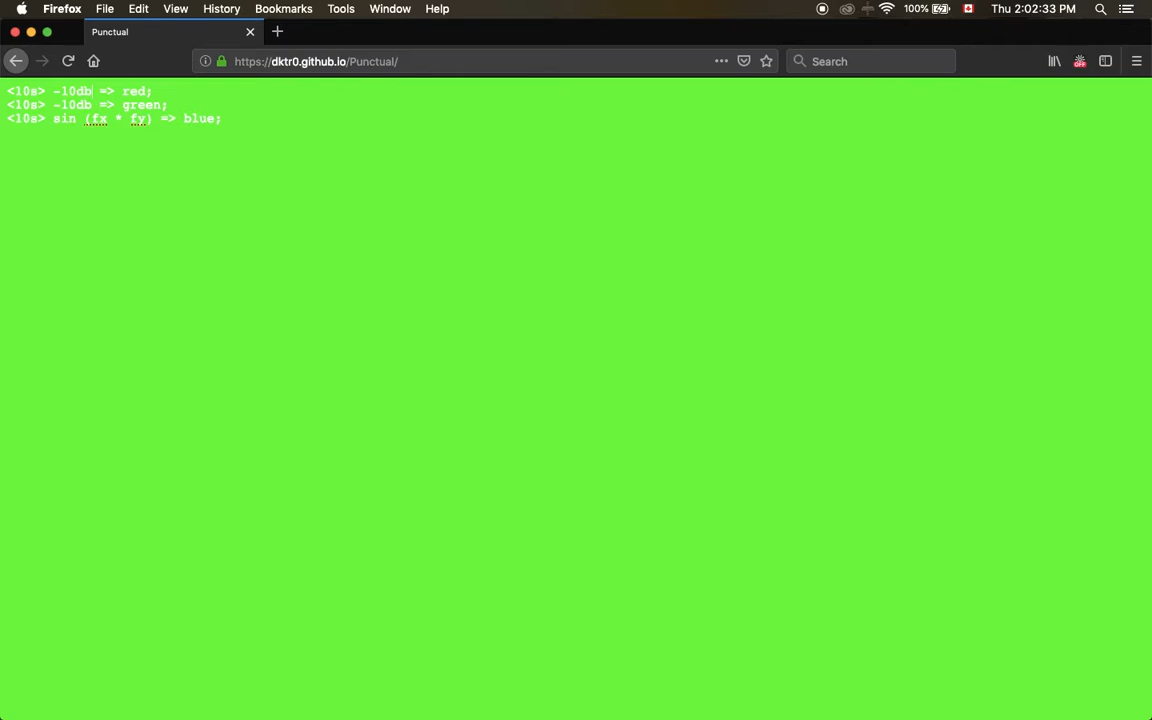 Firefox File Edit View History Bookmarks Tools Window Help 100% Thu 2:02:33 PM
Punctual
https://dktr0.github.io/Punctual/ Search
OFF
<10s> -10db => red;
<10s> -10db => green;
<10s> sin (fx * fy) => blue;